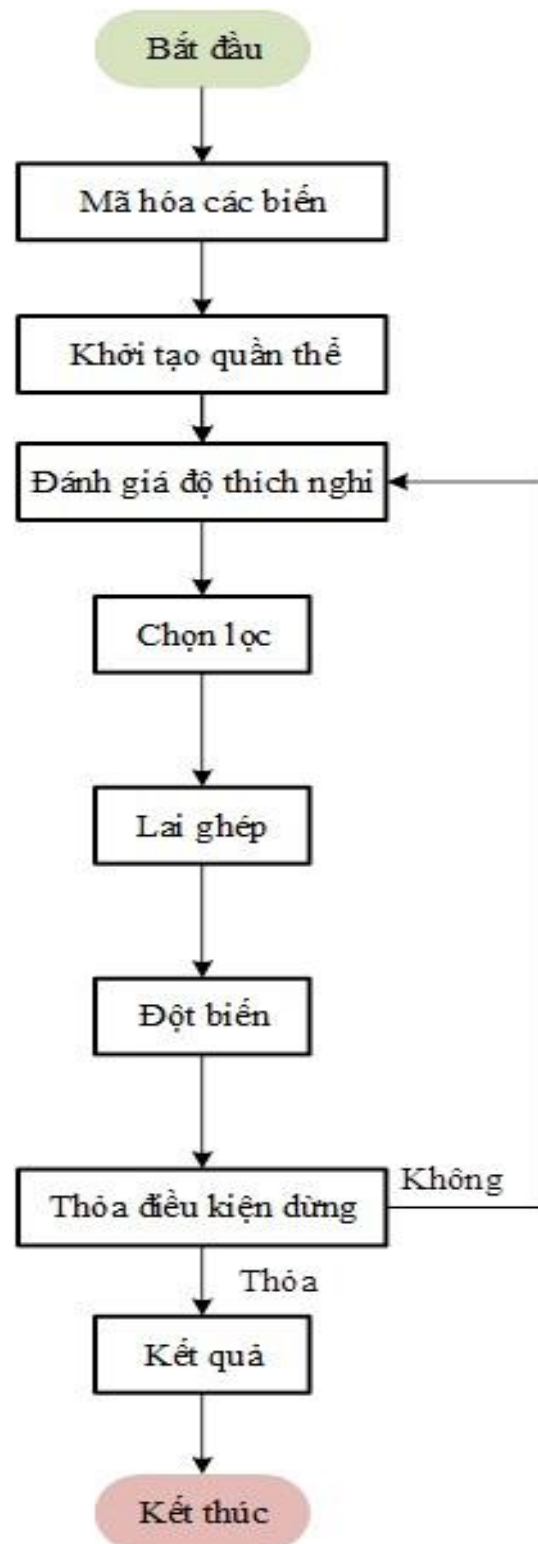 Bắt đầu
Mã hóa các biến
Khởi tạo quần thể
Đánh giá độ thích nghi
Chọn lọc
Lai ghép
Đột biến
Không
Thỏa điều kiện dừng
Thỏa
Kết quả
Kết thúc